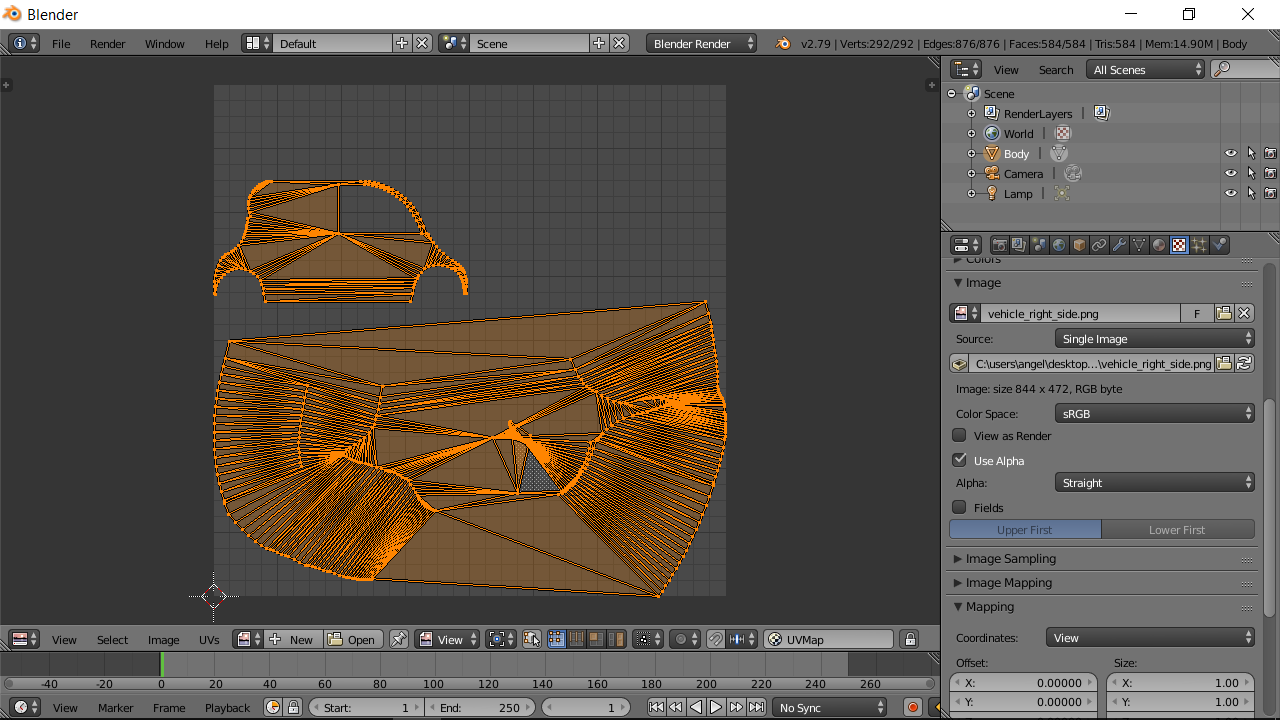 Blender
File Render Window Help Default Scene Blender Render v2.79 | Verts:292/292 | Edges:876/876 | Faces:584/584 | Tris:584 | Mem:14.90M | Body
View Search All Scenes
Scene
RenderLayers |
World |
Body |
Camera |
Lamp |
Colors
Image
vehicle_right_side.png F
Source: Single Image
C:\users\angel\desktop...\vehicle_right_side.png
Image: size 844 x 472, RGB byte
Color Space: sRGB
View as Render
Use Alpha
Alpha: Straight
Fields
Upper First Lower First
Image Sampling
Image Mapping
Mapping
Coordinates: View
Offset: Size:
X: 0.00000 X: 1.00
Y: 0.00000 Y: 1.00
View Select Image UVs New Open View UVMap
-40 -20 0 20 40 60 80 100 120 140 160 180 200 220 240 260
View Marker Frame Playback Start: 1 End: 250 1 No Sync